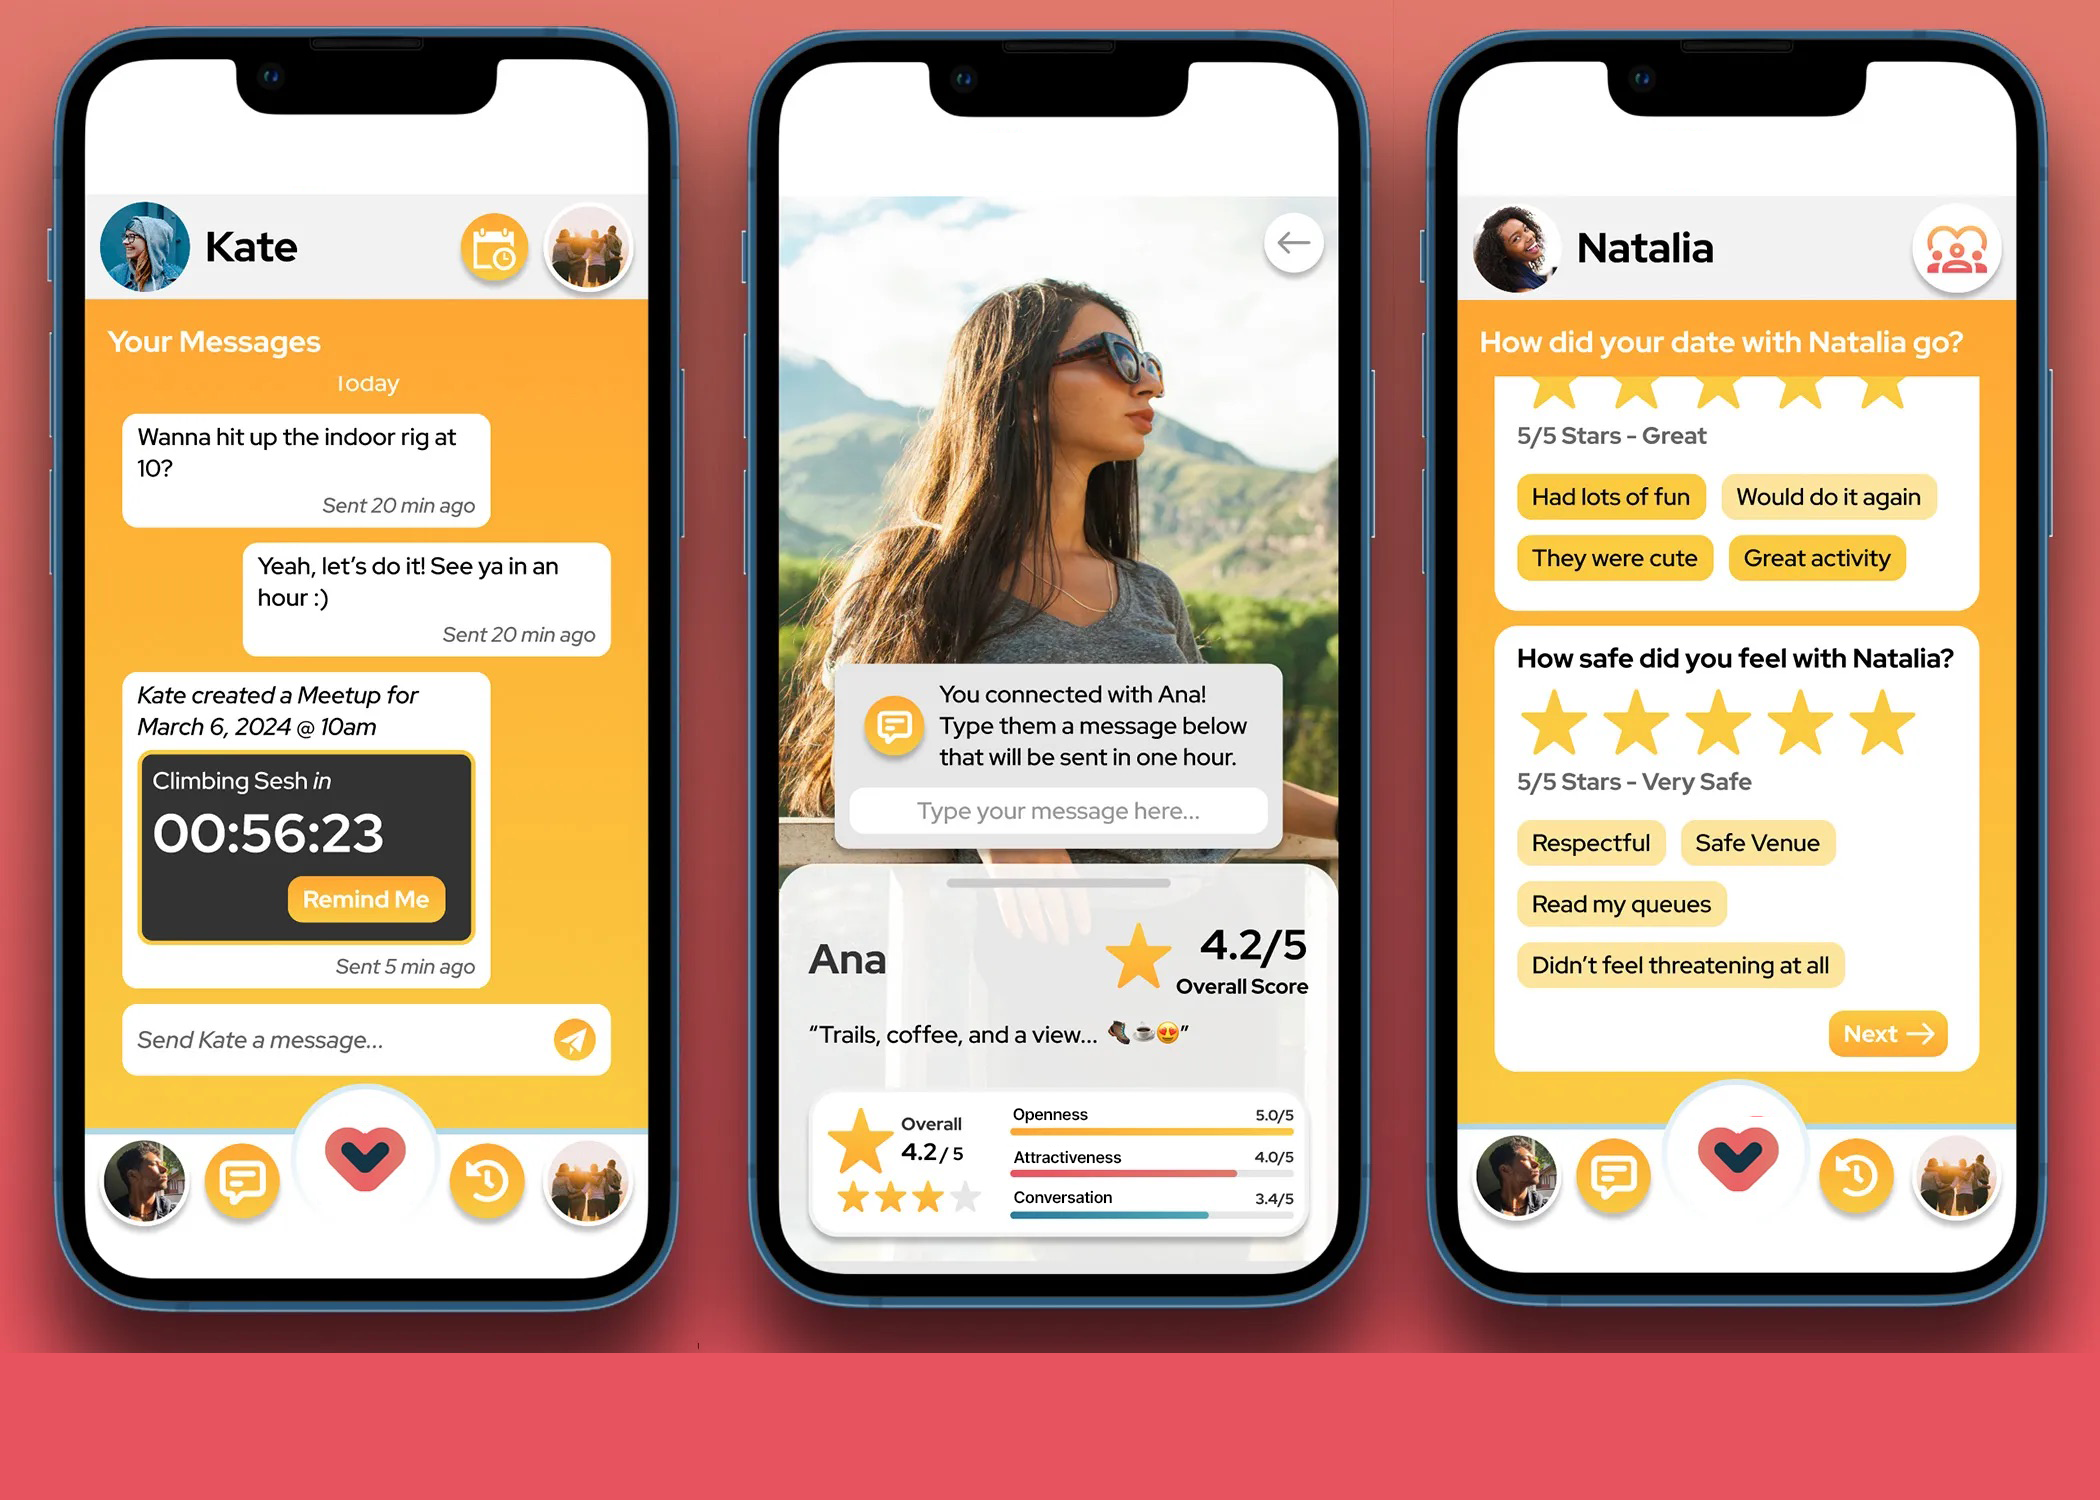 Kate
Your Messages
Today
Wanna hit up the indoor rig at
10?
Sent 20 min ago
Yeah, let's do it! See ya in an
hour :)
Sent 20 min ago
Kate created a Meetup for
March 6, 2024 @ 10am
Climbing Sesh in
00:56:23
Remind Me
Sent 5 min ago
Send Kate a message...
You connected with Ana!
Type them a message below
that will be sent in one hour.
Type your message here...
Ana
4.2/5
Overall Score
“Trails, coffee, and a view... 🥾☕😍”
Overall
4.2/5
Openness 5.0/5
Attractiveness 4.0/5
Conversation 3.4/5
Natalia
How did your date with Natalia go?
5/5 Stars - Great
Had lots of fun
Would do it again
They were cute
Great activity
How safe did you feel with Natalia?
5/5 Stars - Very Safe
Respectful
Safe Venue
Read my queues
Didn't feel threatening at all
Next →